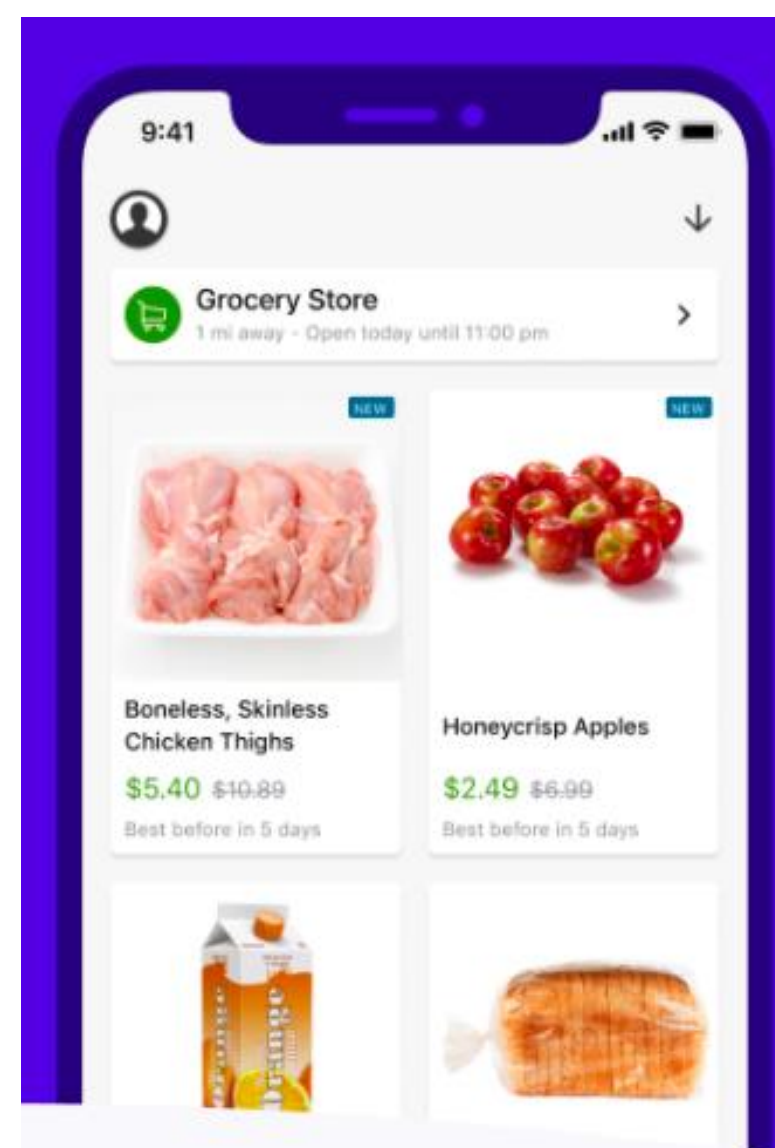 9:41
Grocery Store
1 mi away - Open today until 11:00 pm
NEW
NEW
Boneless, Skinless
Chicken Thighs
Honeycrisp Apples
$5.40 $10.89
$2.49 $6.99
Best before in 5 days
Best before in 5 days
Orange
Orange